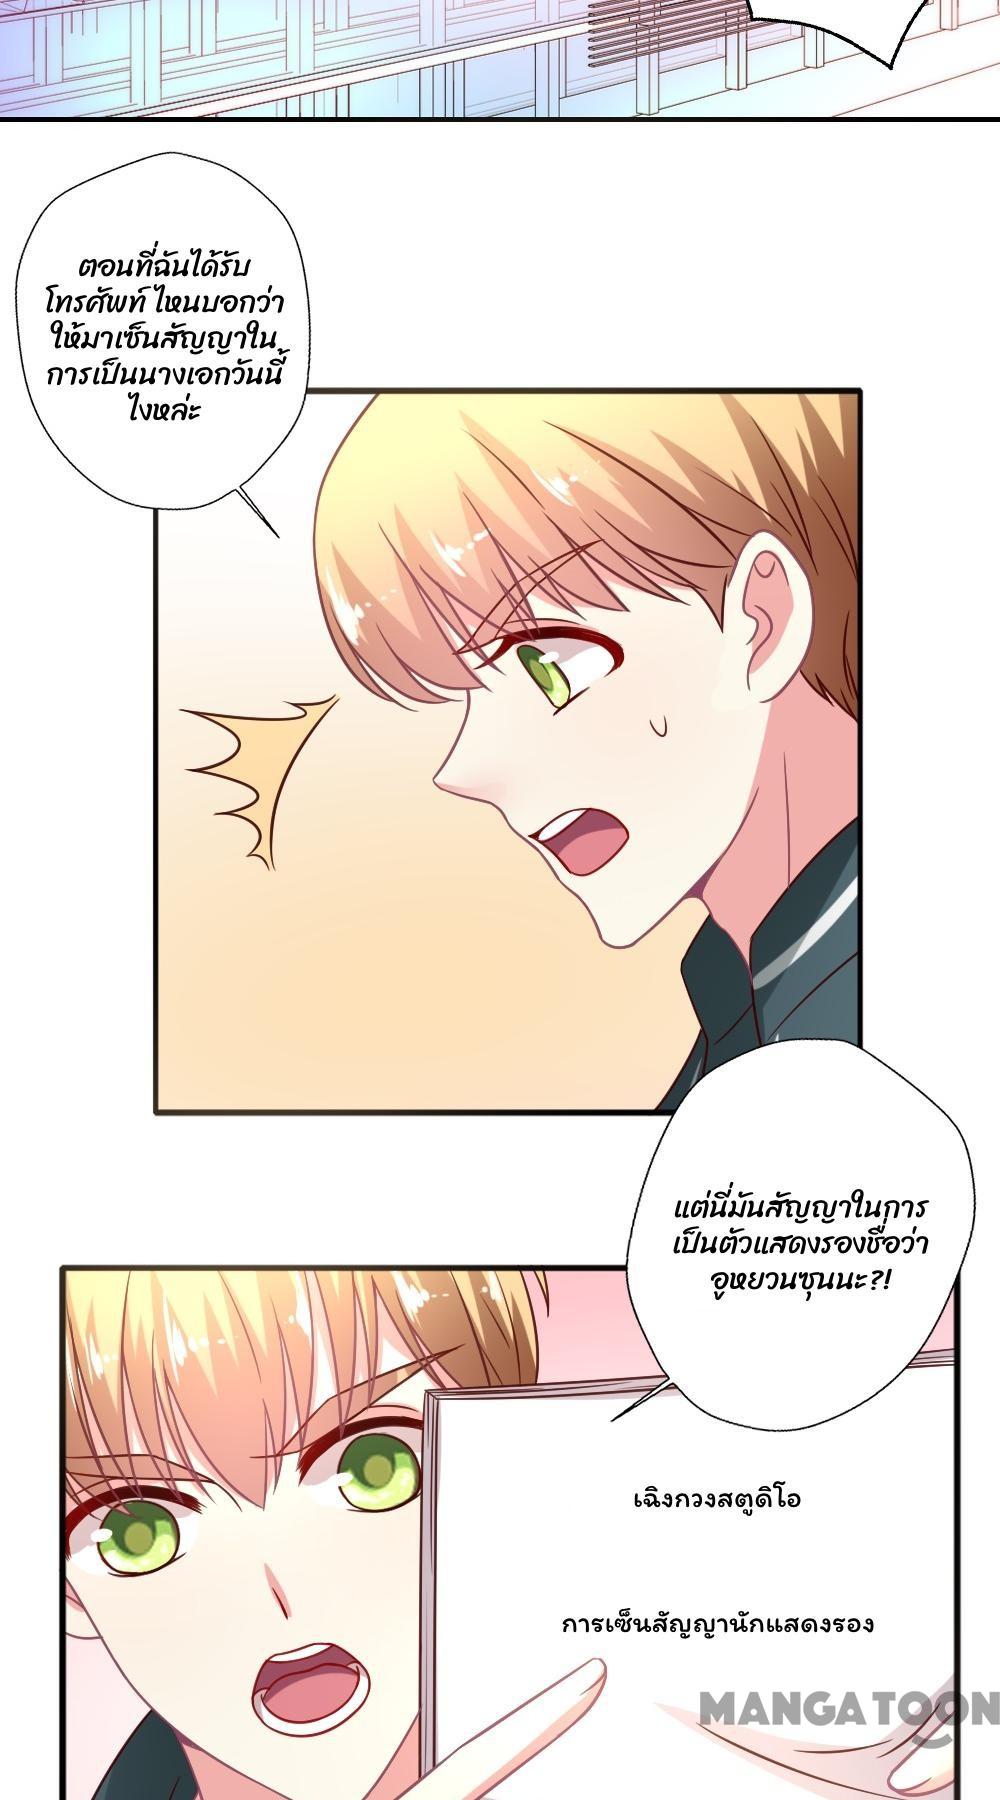 ตอนที่ฉันได้รับ
โทรศัพท์ ไหนบอกว่า
ให้มาเซ็นสัญญาใน
การเป็นนางเอกวันนี้
ไงหล่ะ
แต่นี่มันสัญญาในการ
เป็นตัวแสดงรองชื่อว่า
อูหยวนซุนนะ?!
เฉิงกวงสตูดิโอ
การเซ็นสัญญานักแสดงรอง
MANGATOON